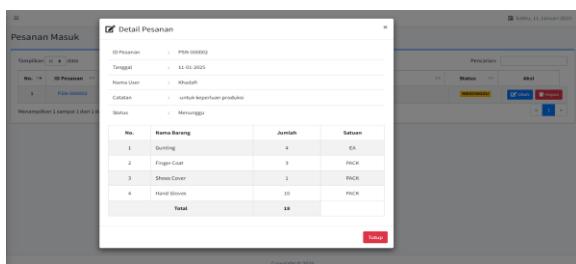 Sabtu, 11 Januari 2025
Pesanan Masuk
Detail Pesanan
×
ID Pesanan : PSN-000002
Tanggal : 11-01-2025
Nama User : Khadafi
Catatan : -untuk keperluan produksi
Status : Menunggu
No. Nama Barang Jumlah Satuan
1 Gunting 4 EA
2 Finger Coat 3 PACK
3 Shoes Cover 1 PACK
4 Hand Gloves 10 PACK
Total 18
Tutup
Tampilkan data
Pencarian:
No. ID Pesanan Status Aksi
1 PSN-000002
Menampilkan 1 sampai 1 dari 1
1